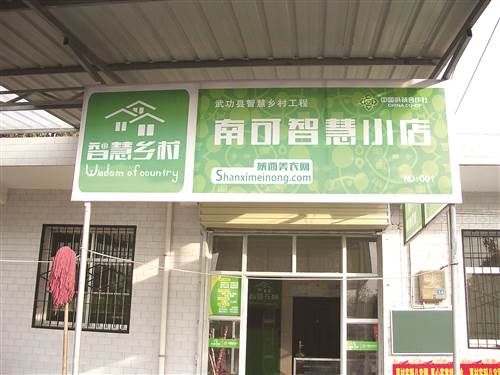 武功县智慧乡村工程
中国供销合作社
CHINA CO-OP
智慧乡村
Wisdom of country
南可智慧小店
陕西美农网
Shanximeinong.com
NJ-001